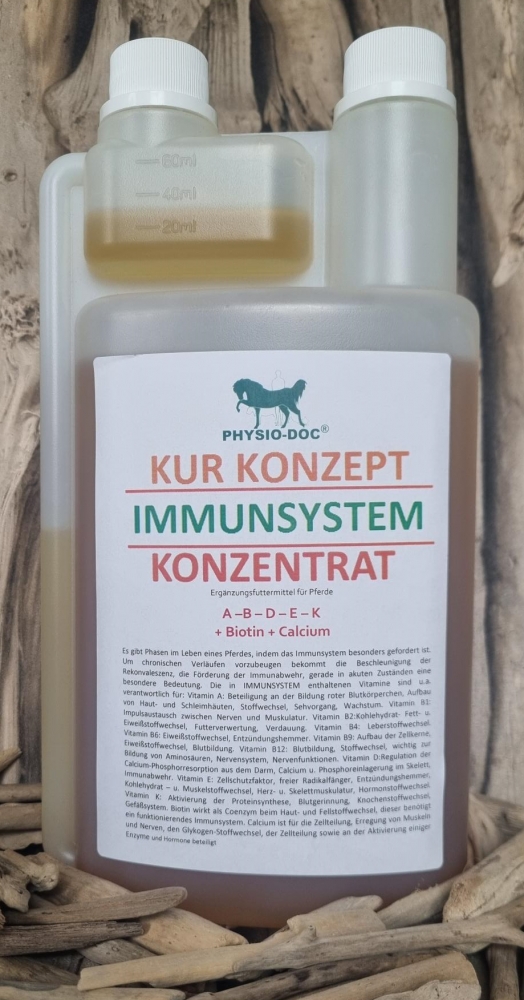 60ml
40ml
20ml
PHYSIO-DOC®
KUR KONZEPT
IMMUNSYSTEM
KONZENTRAT
Ergänzungsfuttermittel für Pferde
A –B – D – E – K
+ Biotin + Calcium
Es gibt Phasen im Leben eines Pferdes, indem das Immunsystem besonders gefordert ist.
Um chronischen Verläufen vorzubeugen bekommt die Beschleunigung der
Rekonvaleszenz, die Förderung der Immunabwehr, gerade in akuten Zuständen eine
besondere Bedeutung. Die in IMMUNSYSTEM enthaltenen Vitamine sind u.a.
verantwortlich für: Vitamin A: Beteiligung an der Bildung roter Blutkörperchen, Aufbau
von Haut- und Schleimhäuten, Stoffwechsel, Sehvorgang, Wachstum. Vitamin B1:
Impulsaustausch zwischen Nerven und Muskulatur. Vitamin B2:Kohlehydrat- Fett- u.
Eiweißstoffwechsel, Futterverwertung, Verdauung. Vitamin B4: Leberstoffwechsel.
Vitamin B6: Eiweißstoffwechsel, Entzündungshemmer. Vitamin B9: Aufbau der Zellkerne,
Eiweißstoffwechsel, Blutbildung. Vitamin B12: Blutbildung, Stoffwechsel, wichtig zur
Bildung von Aminosäuren, Nervensystem, Nervenfunktionen. Vitamin D:Regulation der
Calcium-Phosphorresorption aus dem Darm, Calcium u. Phosphoreinlagerung im Skelett,
Immunabwehr. Vitamin E: Zellschutzfaktor, freier Radikalfänger, Entzündungshemmer,
Kohlehydrat – u. Muskelstoffwechsel, Herz- u. Skelettmuskulatur, Hormonstoffwechsel.
Vitamin K: Aktivierung der Proteinsynthese, Blutgerinnung, Knochenstoffwechsel,
Gefäßsystem. Biotin wirkt als Coenzym beim Haut- und Fellstoffwechsel, dieser benötigt
ein funktionierendes Immunsystem. Calcium ist für die Zellteilung, Erregung von Muskeln
und Nerven, den Glykogen-Stoffwechsel, der Zellteilung sowie an der Aktivierung einiger
Enzyme und Hormone beteiligt